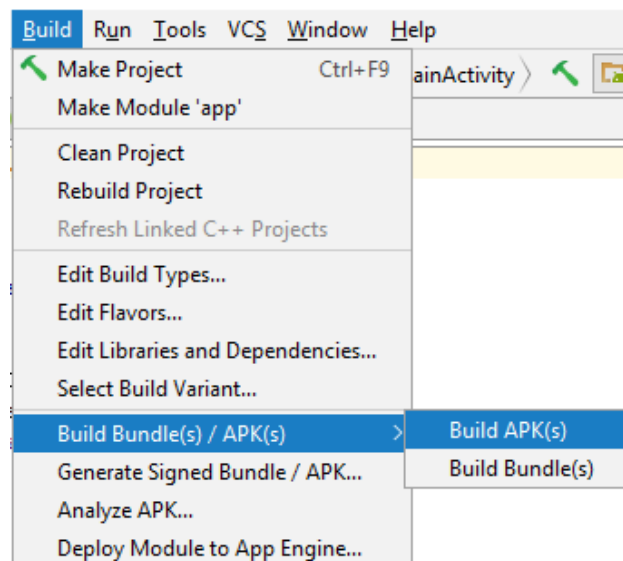 Build Run Tools VCS Window Help
Make Project Ctrl+F9
ainActivity
Make Module 'app'
Clean Project
Rebuild Project
Refresh Linked C++ Projects
Edit Build Types...
Edit Flavors...
Edit Libraries and Dependencies...
Select Build Variant...
Build Bundle(s) / APK(s)
Build APK(s)
Generate Signed Bundle / APK...
Build Bundle(s)
Analyze APK...
Deploy Module to App Engine...